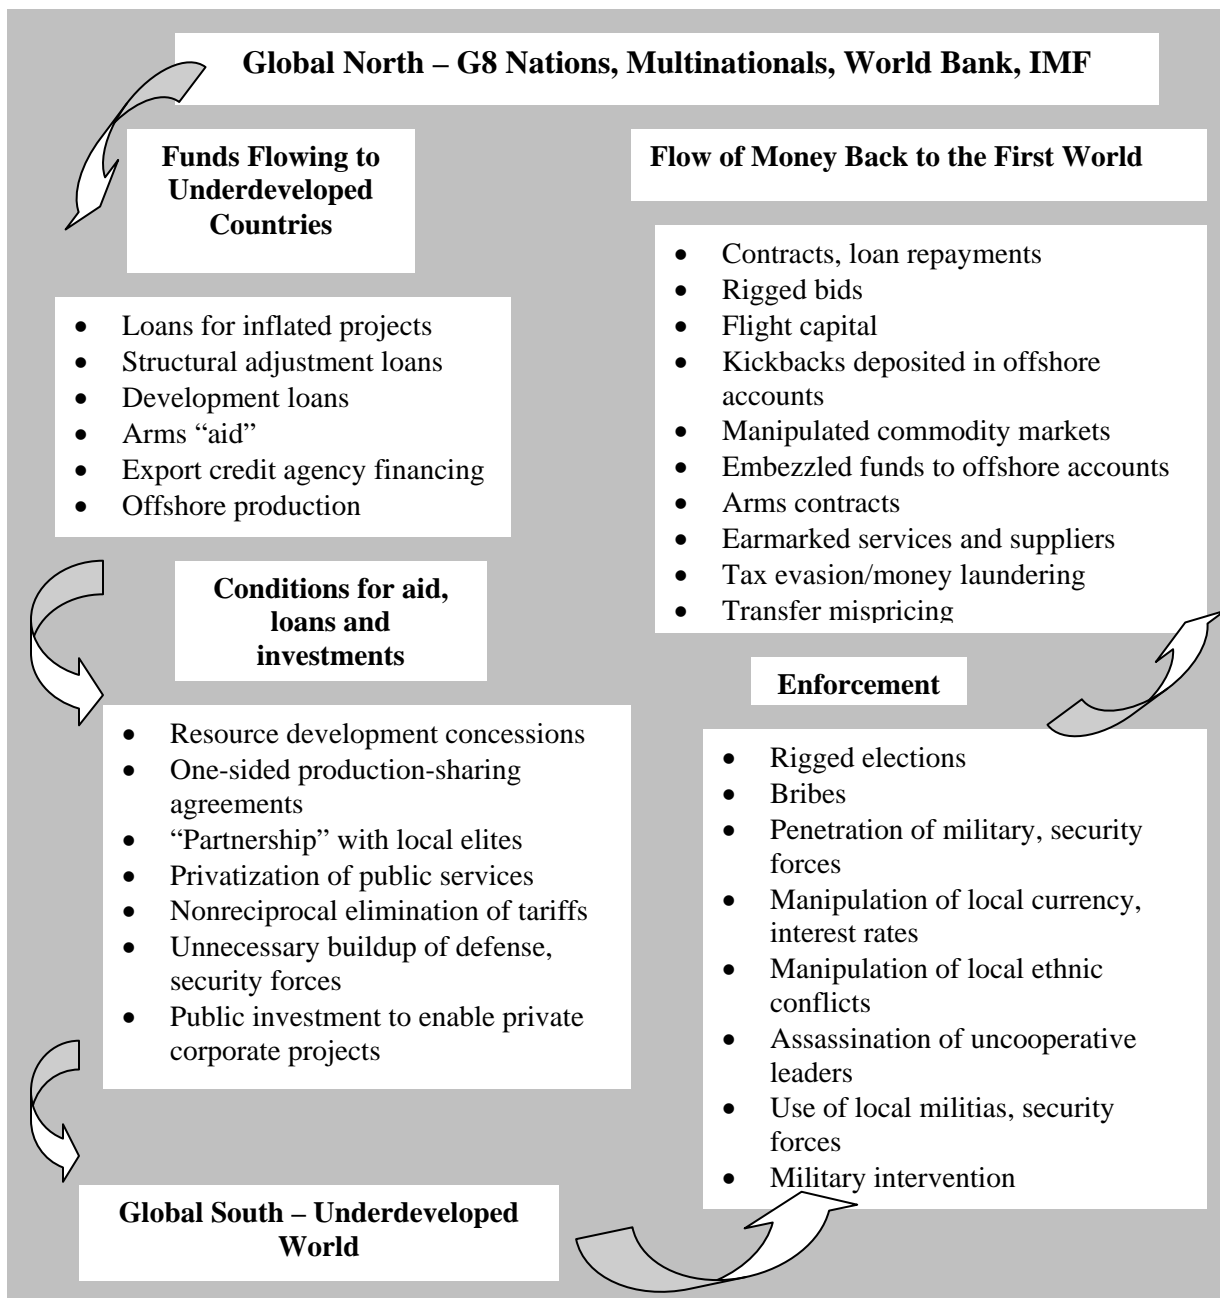 Global North – G8 Nations, Multinationals, World Bank, IMF
Funds Flowing to
Underdeveloped
Countries
• Loans for inflated projects
• Structural adjustment loans
• Development loans
• Arms “aid”
• Export credit agency financing
• Offshore production
Conditions for aid,
loans and
investments
• Resource development concessions
• One-sided production-sharing
agreements
• “Partnership” with local elites
• Privatization of public services
• Nonreciprocal elimination of tariffs
• Unnecessary buildup of defense,
security forces
• Public investment to enable private
corporate projects
Global South – Underdeveloped
World
Flow of Money Back to the First World
• Contracts, loan repayments
• Rigged bids
• Flight capital
• Kickbacks deposited in offshore
accounts
• Manipulated commodity markets
• Embezzled funds to offshore accounts
• Arms contracts
• Earmarked services and suppliers
• Tax evasion/money laundering
• Transfer mispricing
Enforcement
• Rigged elections
• Bribes
• Penetration of military, security
forces
• Manipulation of local currency,
interest rates
• Manipulation of local ethnic
conflicts
• Assassination of uncooperative
leaders
• Use of local militias, security
forces
• Military intervention